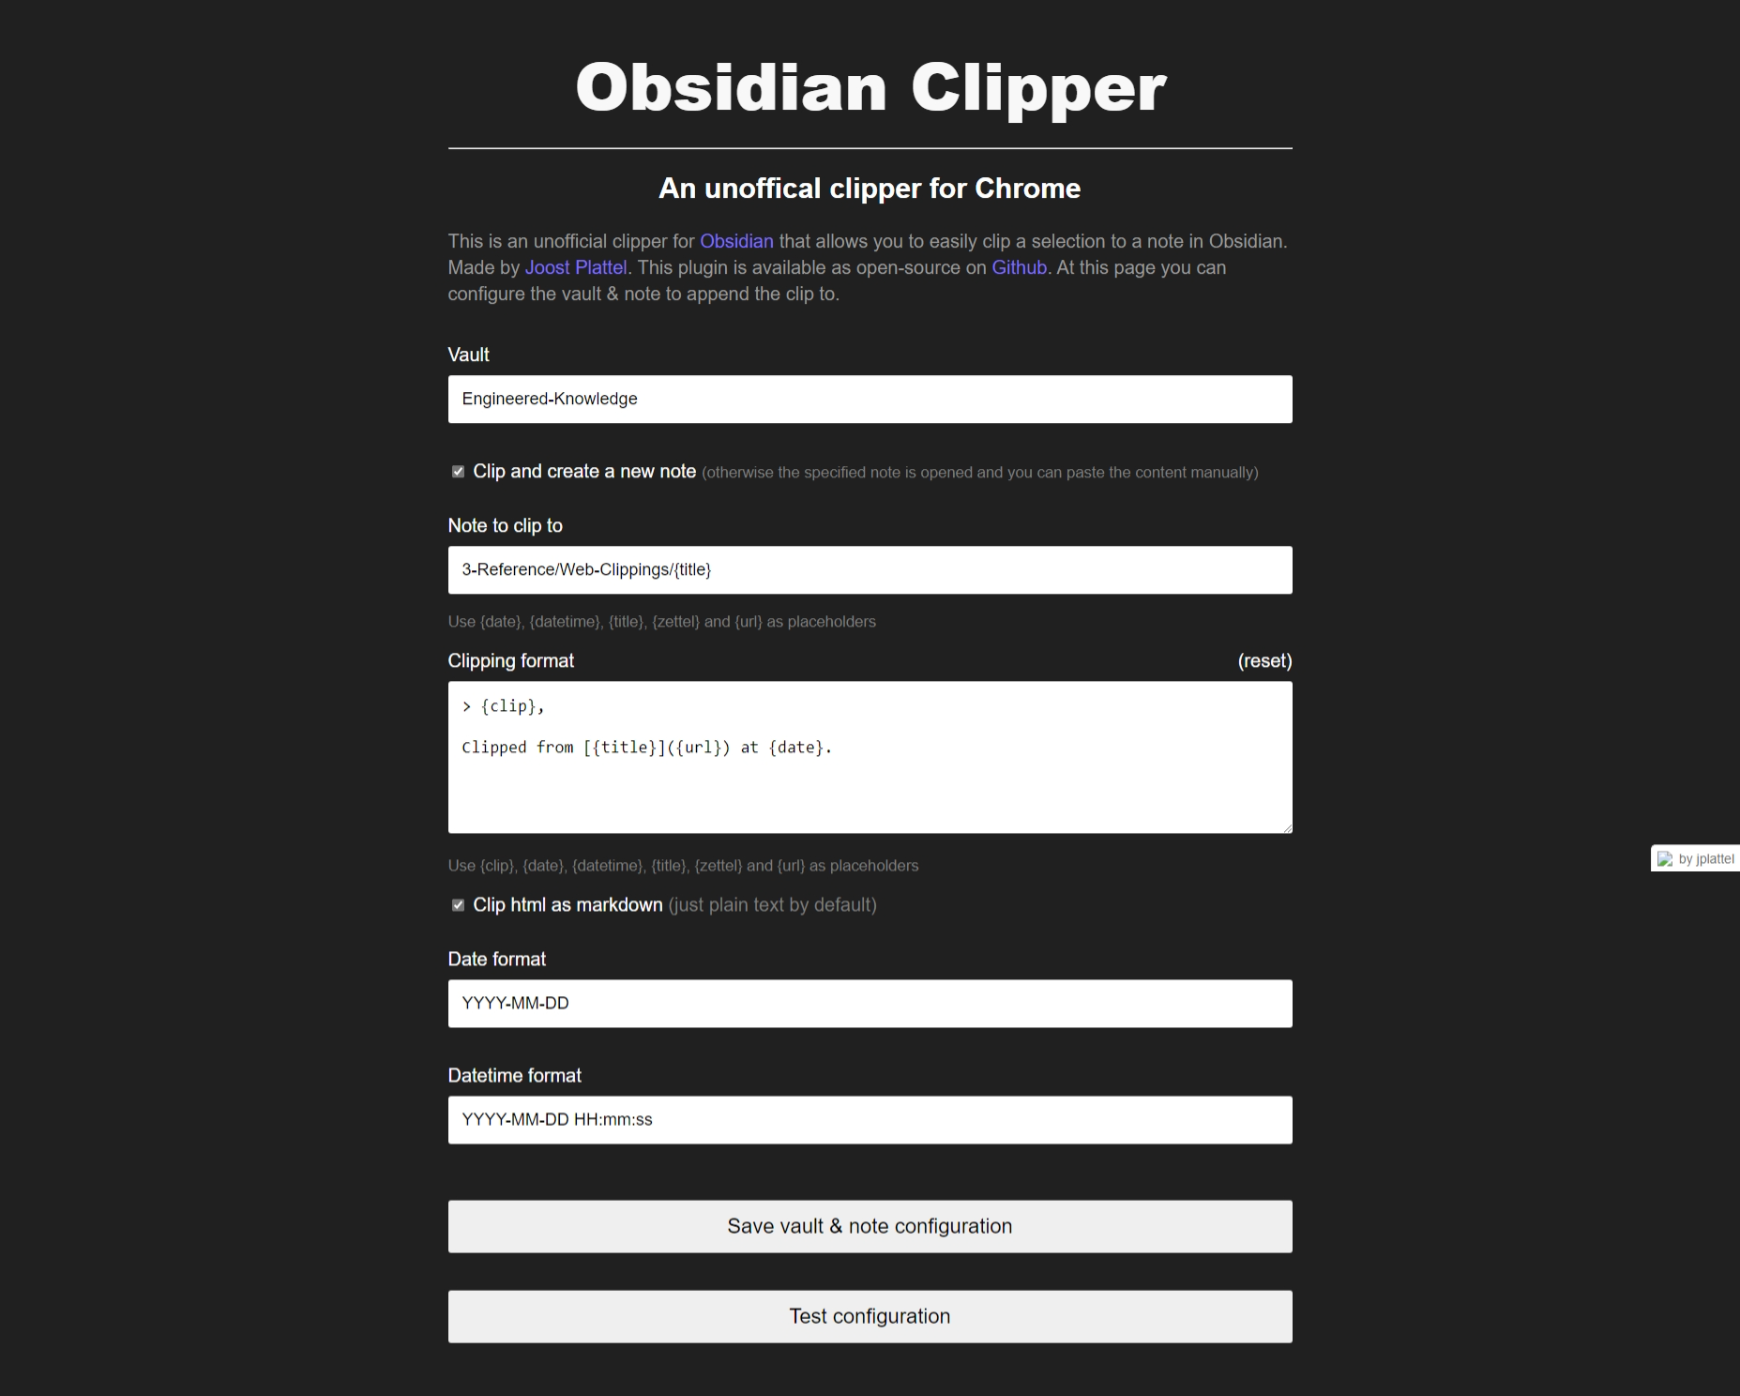 Obsidian Clipper
An unoffical clipper for Chrome
This is an unofficial clipper for Obsidian that allows you to easily clip a selection to a note in Obsidian.
Made by Joost Plattel. This plugin is available as open-source on Github. At this page you can
configure the vault & note to append the clip to.
Vault
Engineered-Knowledge
Clip and create a new note (otherwise the specified note is opened and you can paste the content manually)
Note to clip to
3-Reference/Web-Clippings/{title}
Use {date}, {datetime}, {title}, {zettel} and {url} as placeholders
Clipping format (reset)
> {clip},
Clipped from [{title}]({url}) at {date}.
by jplattel
Use {clip}, {date}, {datetime}, {title}, {zettel} and {url} as placeholders
Clip html as markdown (just plain text by default)
Date format
YYYY-MM-DD
Datetime format
YYYY-MM-DD HH:mm:ss
Save vault & note configuration
Test configuration